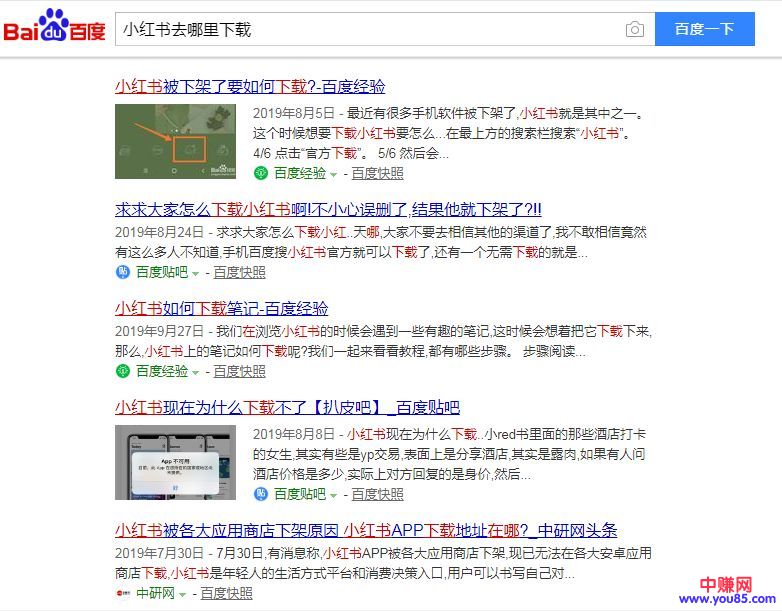 Baidu百度 小红书去哪里下载 百度一下
小红书被下架了要如何下载?-百度经验
2019年8月5日 - 最近有很多手机软件被下架了,小红书就是其中之一。
这个时候想要下载小红书要怎么...在最上方的搜素栏搜素“小红书”。
4/6 点击“官方下载”。 5/6 然后会...
百度经验 - 百度快照
求求大家怎么下载小红书啊!不小心误删了,结果他就下架了?!!
2019年8月24日 - 求求大家怎么下载小红..天哪,大家不要去相信其他的渠道了,我不敢相信竟然
有这么多人不知道,手机百度搜小红书官方就可以下载了,还有一个无需下载的就是...
贴 百度贴吧 - 百度快照
小红书如何下载笔记-百度经验
2019年9月27日 - 我们在浏览小红书的时候会遇到一些有趣的笔记,这时候会想着把它下载下来,
那么,小红书上的笔记如何下载呢?我们一起来看看教程,都有哪些步骤。 步骤阅读...
百度经验 - 百度快照
小红书现在为什么下载不了【扒皮吧】_百度贴吧
2019年8月8日 - 小红书现在为什么下载..小red书里面的那些酒店打卡
的女生,其实有些是yp交易,表面上是分享酒店,其实是露肉,如果有人问
App 不可用
酒店价格是多少,实际上对方回复的是身价,然后...
贴 百度贴吧 - 百度快照
小红书被各大应用商店下架原因 小红书APP下载地址在哪?_中研网头条
2019年7月30日 - 7月30日,有消息称,小红书APP被各大应用商店下架,现已无法在各大安卓应用
商店下载,小红书是年轻人的生活方式平台和消费决策入口,用户可以书写自己对...
中研网 - 百度快照
中赚网
www.you85.com